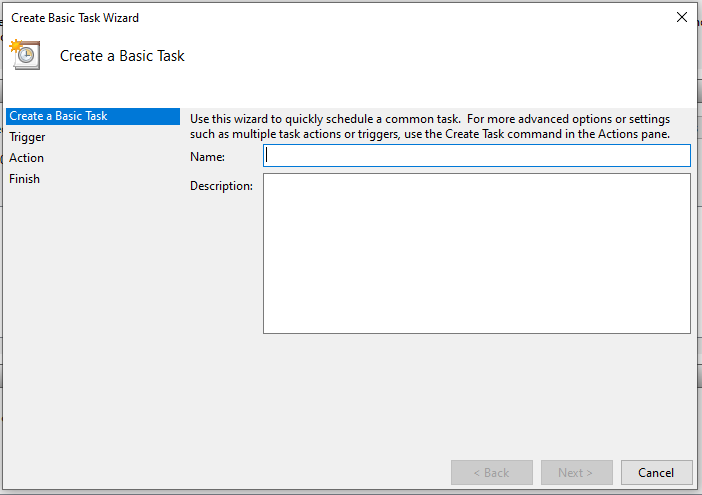 Create Basic Task Wizard
Create a Basic Task
Create a Basic Task
Trigger
Action
Finish
Use this wizard to quickly schedule a common task.  For more advanced options or settings
such as multiple task actions or triggers, use the Create Task command in the Actions pane.
Name:
Description:
< Back
Next >
Cancel